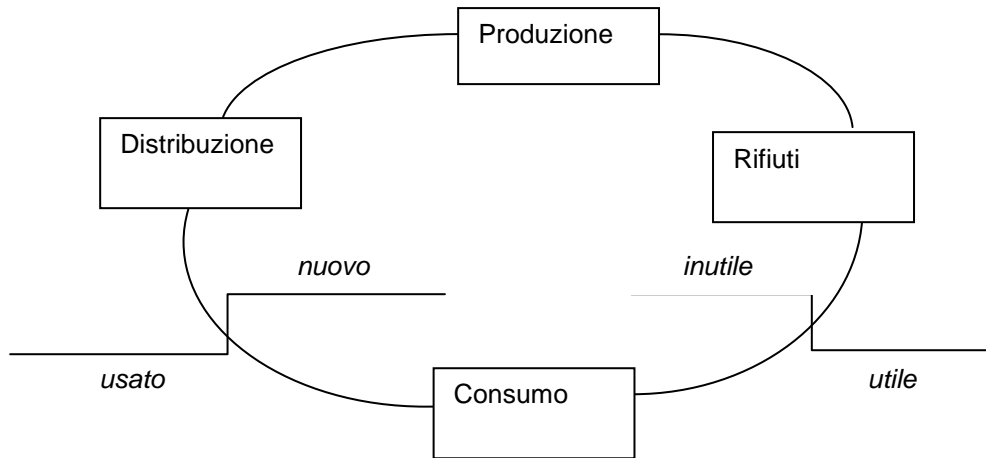 Produzione
Distribuzione
Rifiuti
nuovo
inutile
usato
utile
Consumo